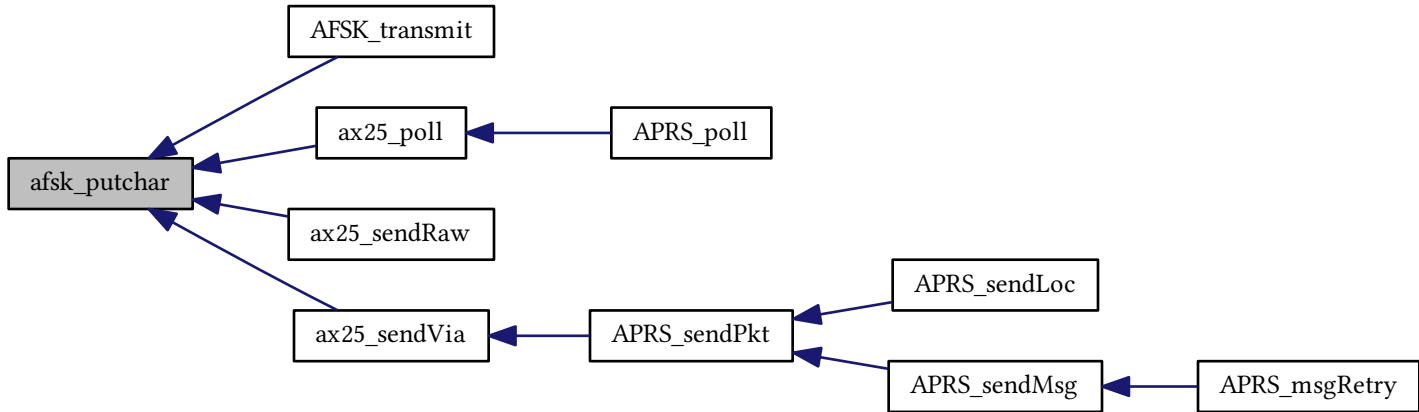 AFSK_transmit
ax25_poll
APRS_poll
afsk_putchar
ax25_sendRaw
APRS_sendLoc
ax25_sendVia
APRS_sendPkt
APRS_sendMsg
APRS_msgRetry